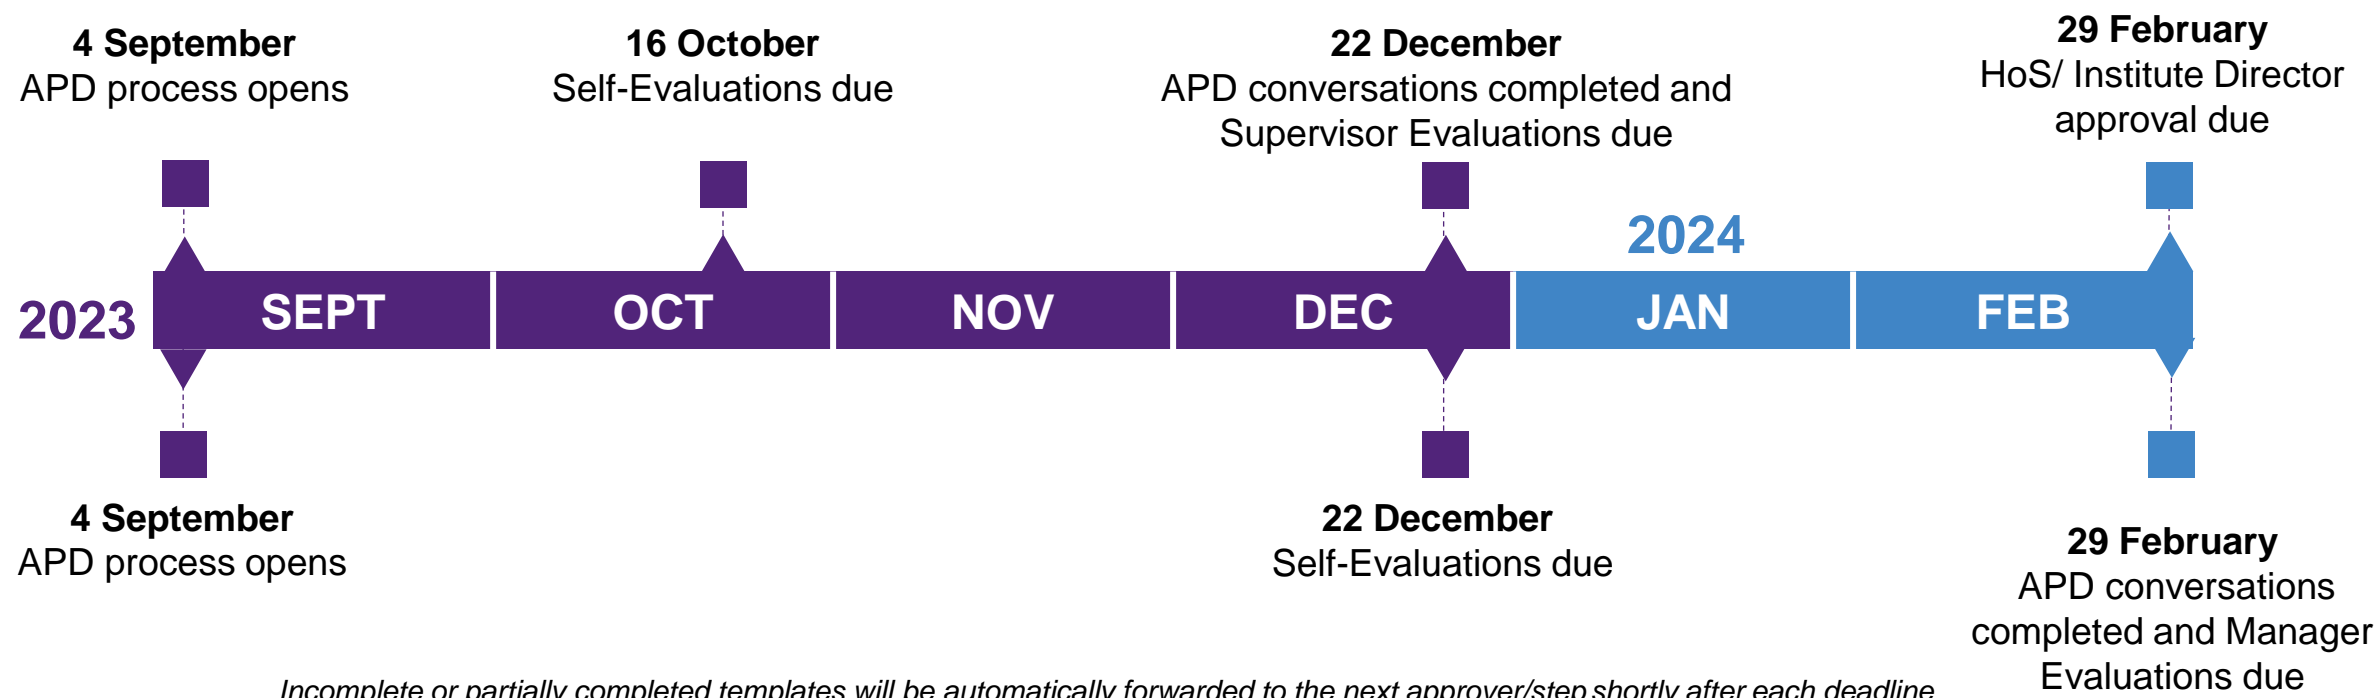 4 September
APD process opens
16 October
Self-Evaluations due
22 December
APD conversations completed and
Supervisor Evaluations due
29 February
HoS/ Institute Director
approval due
2024
2023
SEPT
OCT
NOV
DEC
JAN
FEB
4 September
APD process opens
22 December
Self-Evaluations due
29 February
APD conversations
completed and Manager
Evaluations due
Incomplete or partially completed templates will be automatically forwarded to the next approver/step shortly after each deadline